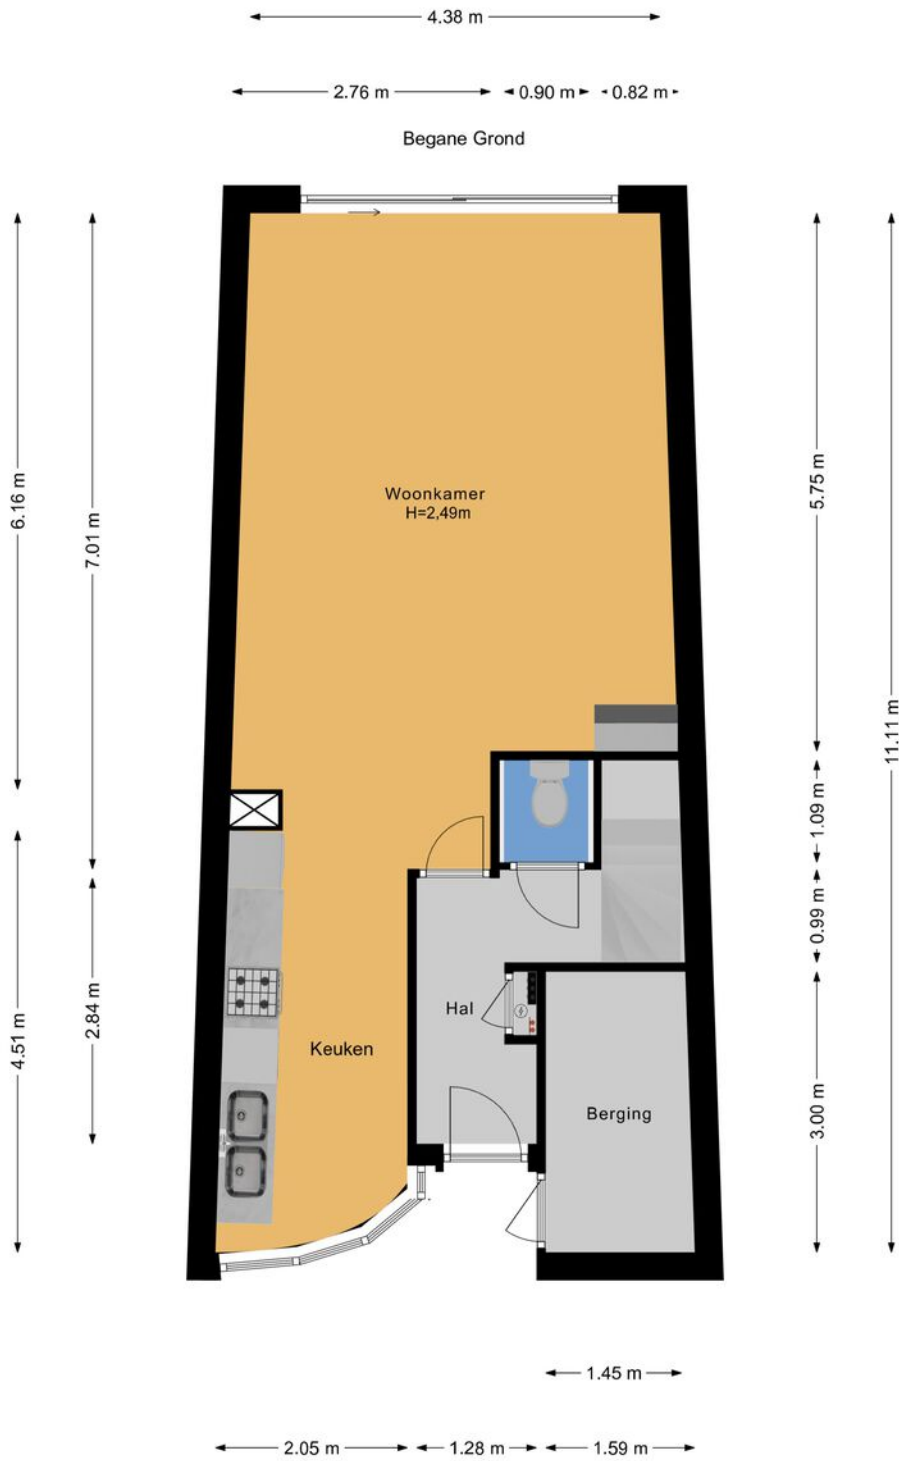 4.38 m
2.76 m
0.90 m
0.82 m
Begane Grond
6.16 m
7.01 m
Woonkamer
H=2,49m
5.75 m
11.11 m
1.09 m
0.99 m
4.51 m
2.84 m
Hal
Keuken
Berging
3.00 m
1.45 m
2.05 m
1.28 m
1.59 m